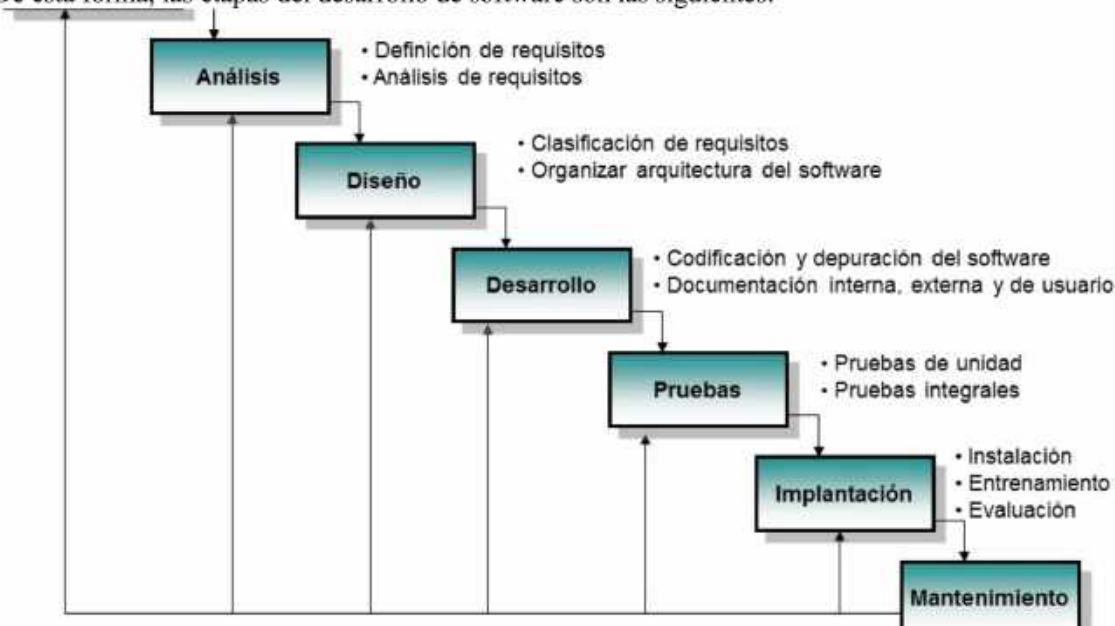 De esta forma, las etapas del desarrollo de software son las siguientes:
Análisis
• Definición de requisitos
• Análisis de requisitos
Diseño
• Clasificación de requisitos
• Organizar arquitectura del software
Desarrollo
• Codificación y depuración del software
• Documentación interna, externa y de usuario
Pruebas
• Pruebas de unidad
• Pruebas integrales
Implantación
• Instalación
• Entrenamiento
• Evaluación
Mantenimiento